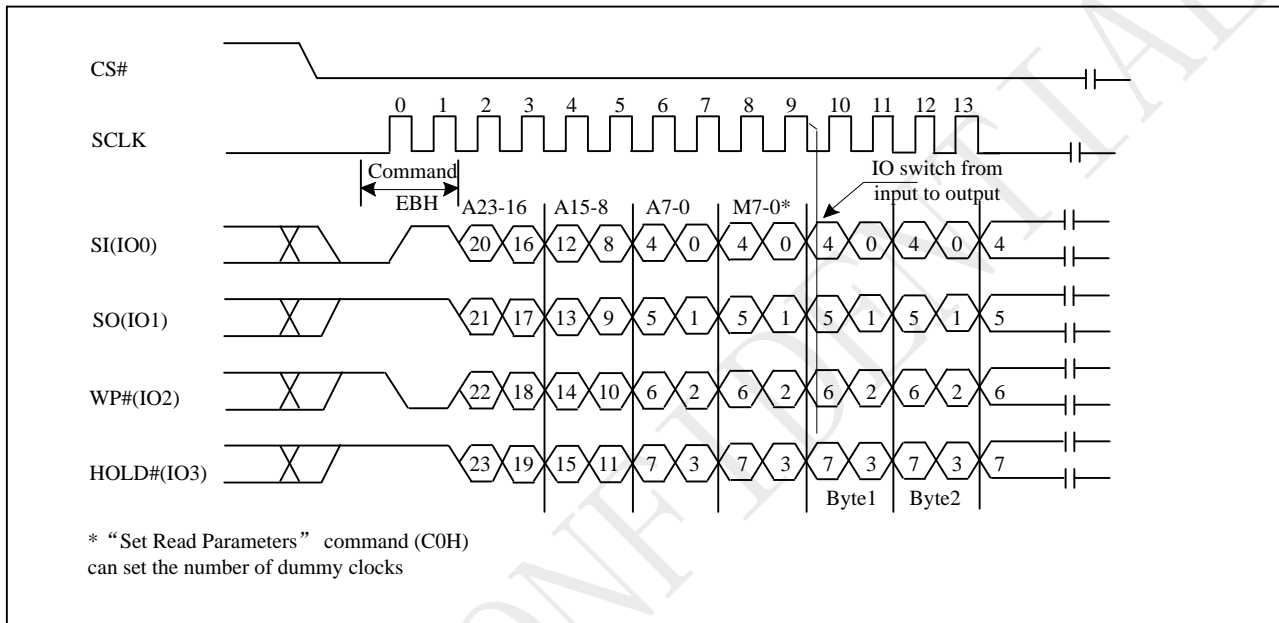 CS#
0 1 2 3 4 5 6 7 8 9 10 11 12 13
SCLK
Command
EBH
IO switch from
input to output
A23-16 A15-8 A7-0 M7-0*
SI(IO0) 20 16 12 8 4 0 4 0 4 0 4 0 4
SO(IO1) 21 17 13 9 5 1 5 1 5 1 5 1 5
WP#(IO2) 22 18 14 10 6 2 6 2 6 2 6 2 6
HOLD#(IO3) 23 19 15 11 7 3 7 3 7 3 7 3 7
Byte1 Byte2
* “Set Read Parameters” command (C0H)
can set the number of dummy clocks
ONFIDENTIAL